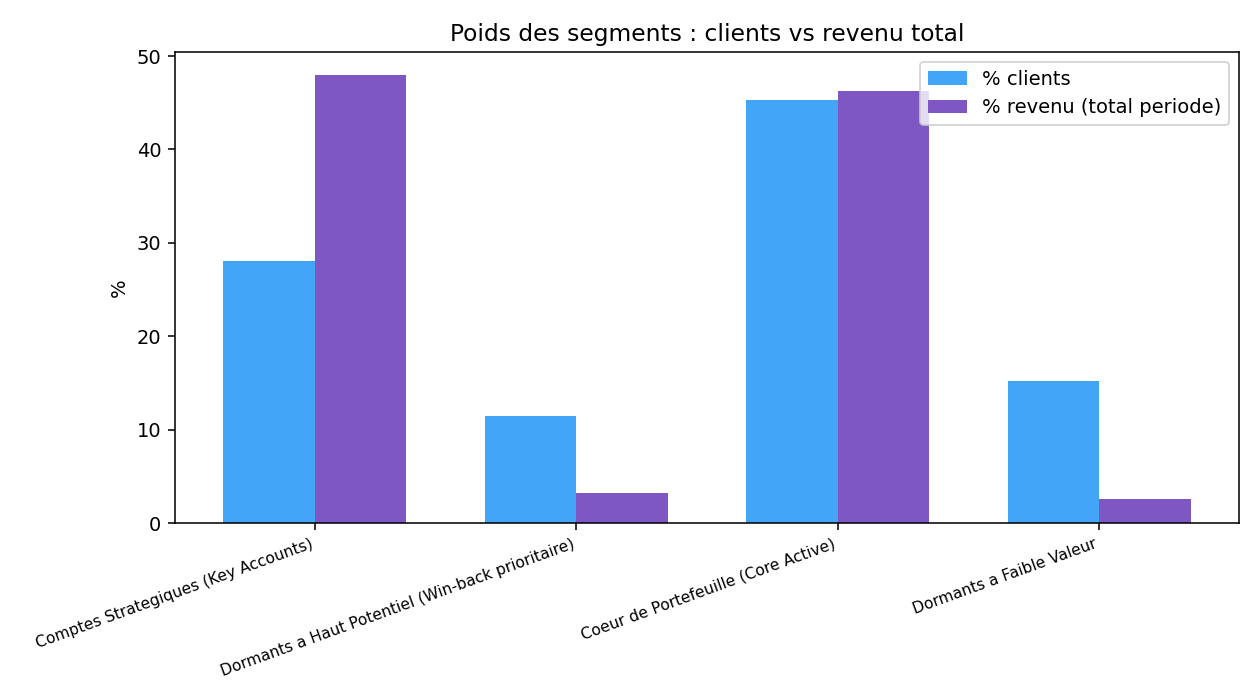 Poids des segments : clients vs revenu total
% clients
% revenu (total periode)
50
40
30
20
10
0
%
Comptes Strategiques (Key Accounts)
Dormants a Haut Potentiel (Win-back prioritaire)
Coeur de Portefeuille (Core Active)
Dormants a Faible Valeur